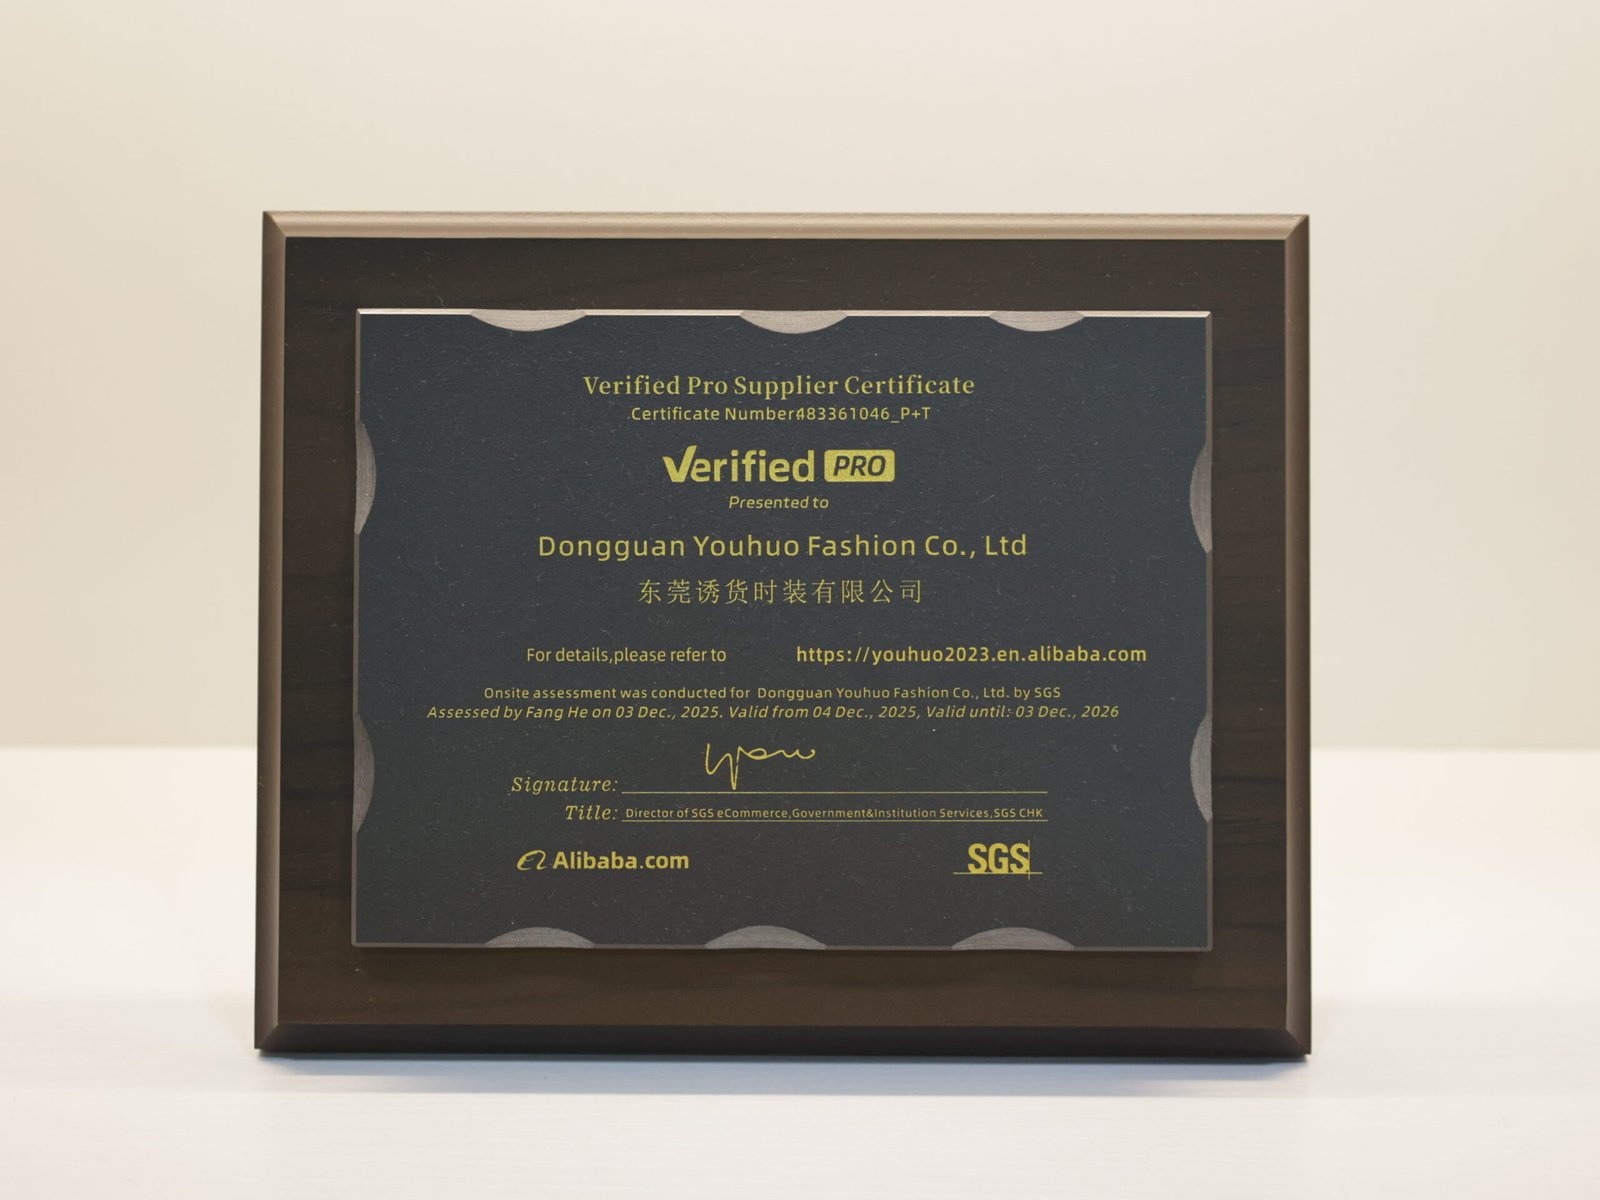 Verified Pro Supplier Certificate
Certificate Number:483361046_P+T
Verified PRO
Presented to
Dongguan Youhuo Fashion Co., Ltd
东莞诱货时装有限公司
For details,please refer to https://youhuo2023.en.alibaba.com
Onsite assessment was conducted for Dongguan Youhuo Fashion Co., Ltd. by SGS
Assessed by Fang He on 03 Dec., 2025. Valid from 04 Dec., 2025, Valid until: 03 Dec., 2026
Signature:
Title: Director of SGS eCommerce,Government&Institution Services,SGS CHK
Alibaba.com
SGS